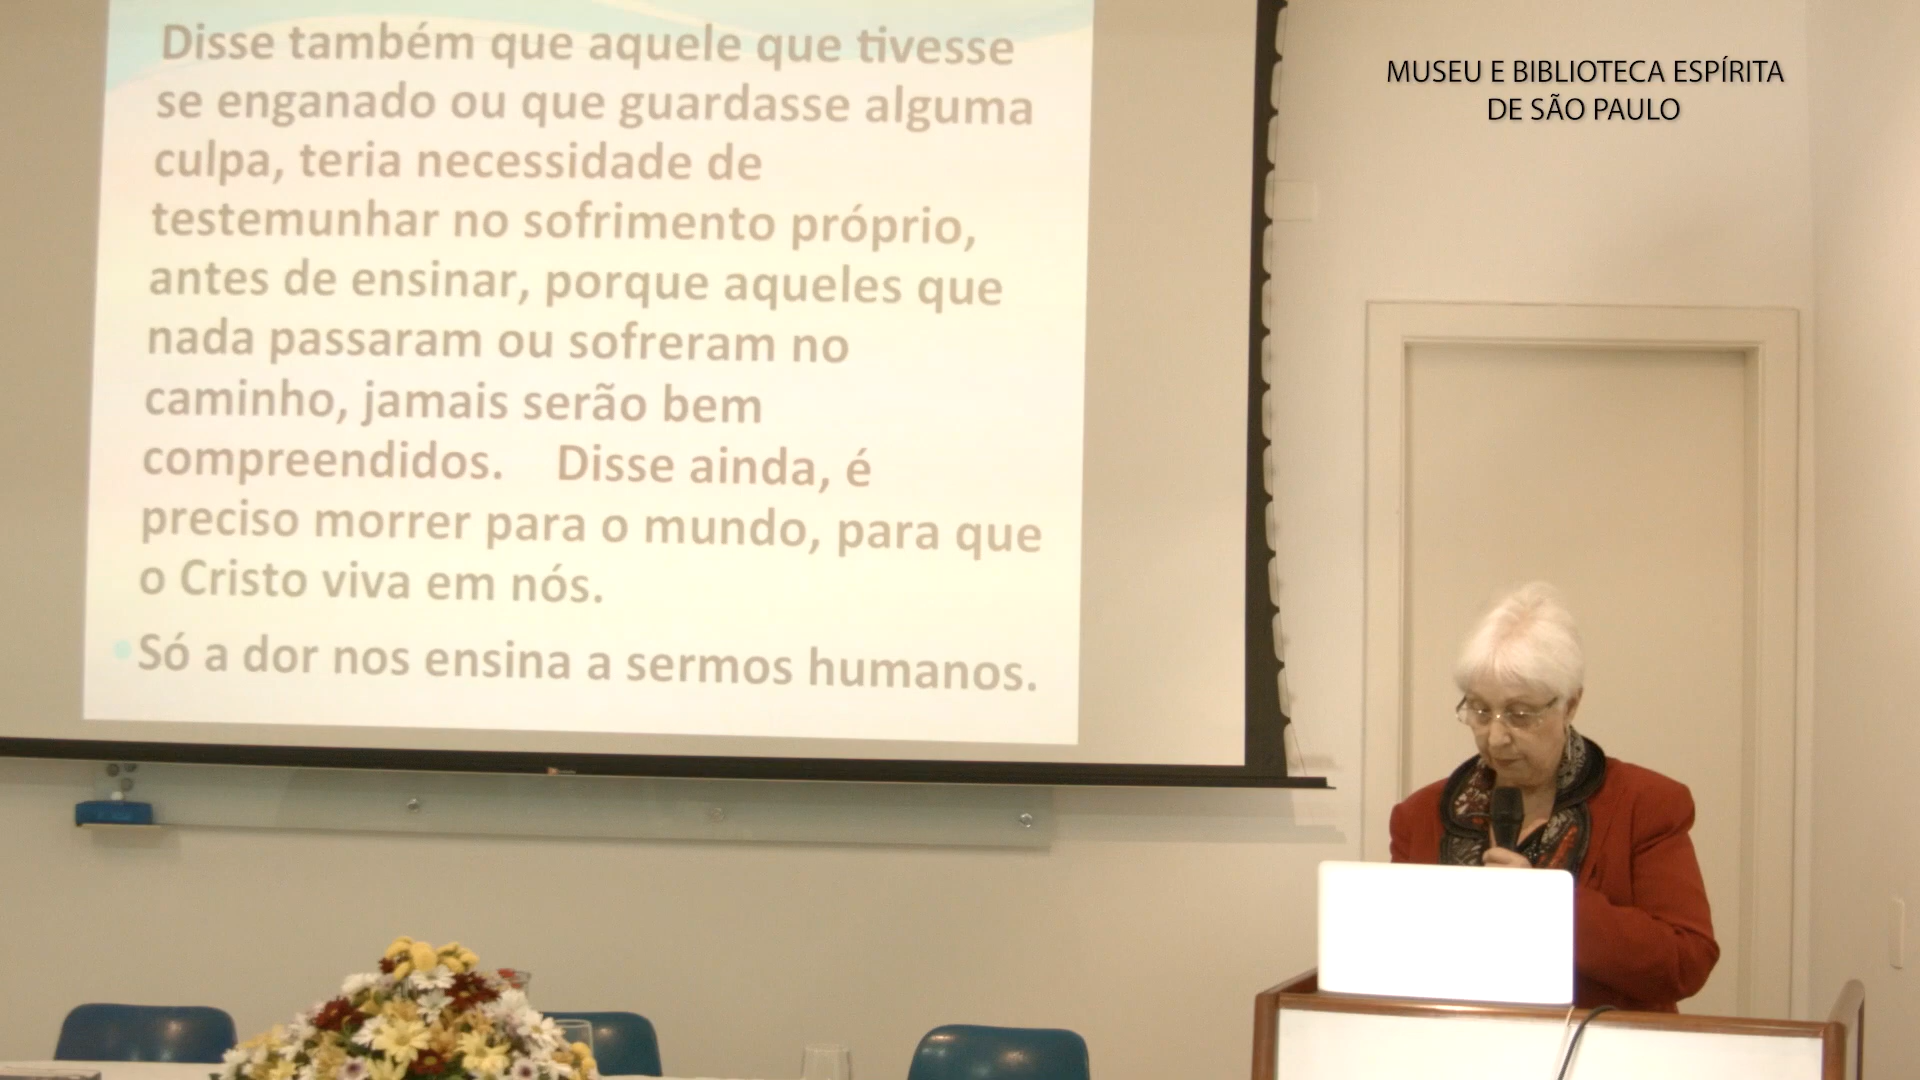 Disse também que aquele que tivesse
se enganado ou que guardasse alguma
culpa, teria necessidade de
testemunhar no sofrimento próprio,
antes de ensinar, porque aqueles que
nada passaram ou sofreram no
caminho, jamais serão bem
compreendidos. Disse ainda, é
preciso morrer para o mundo, para que
o Cristo viva em nós.
Só a dor nos ensina a sermos humanos.
MUSEU E BIBLIOTECA ESPÍRITA
DE SÃO PAULO